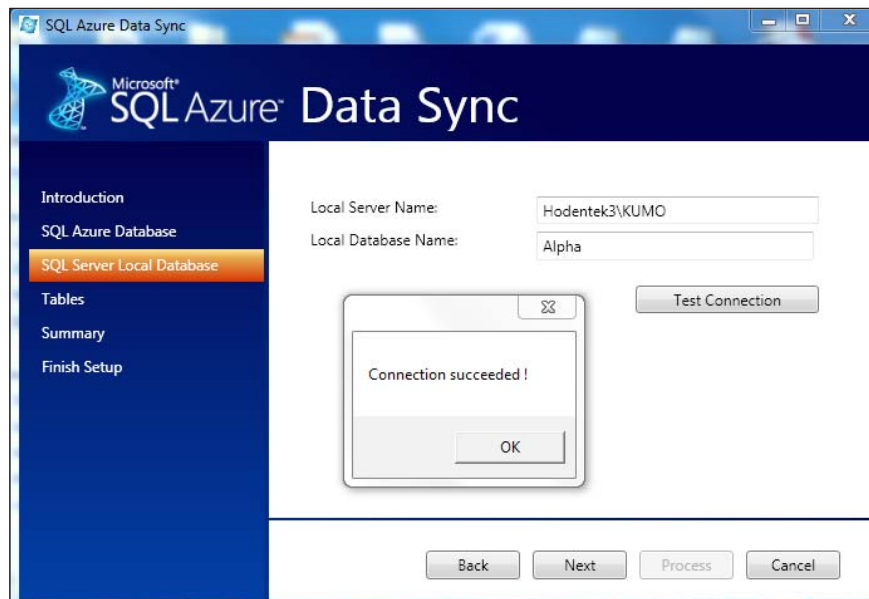 SQL Azure Data Sync
Microsoft®
SQL Azure™ Data Sync
Introduction
SQL Azure Database
SQL Server Local Database
Tables
Summary
Finish Setup
Local Server Name:
Hodentek3\KUMO
Local Database Name:
Alpha
Test Connection
Connection succeeded !
OK
Back
Next
Process
Cancel